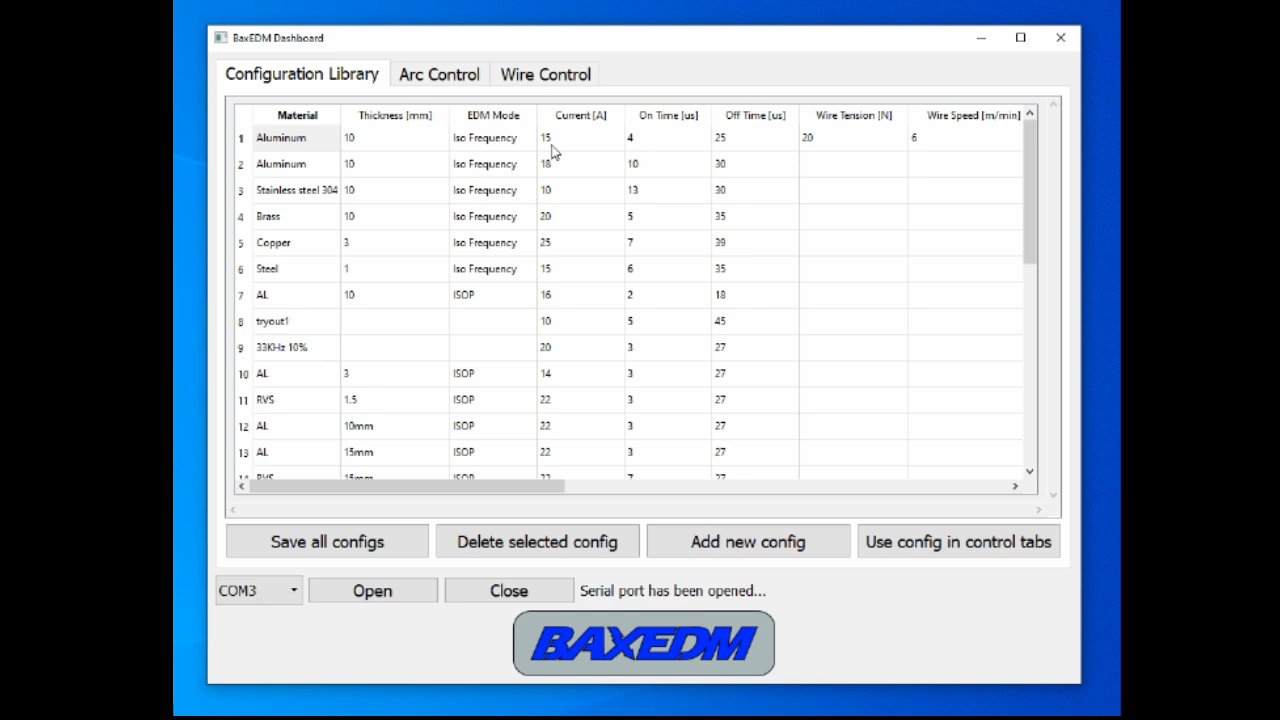 BaxEDM Dashboard
Configuration Library Arc Control Wire Control
Material Thickness [mm] EDM Mode Current [A] On Time [us] Off Time [us] Wire Tension [N] Wire Speed [m/min]
1 Aluminum 10 Iso Frequency 15 4 25 20 6
2 Aluminum 10 Iso Frequency 18 10 30
3 Stainless steel 304 10 Iso Frequency 10 13 30
4 Brass 10 Iso Frequency 20 5 35
5 Copper 3 Iso Frequency 25 7 39
6 Steel 1 Iso Frequency 15 6 35
7 AL 10 ISOP 16 2 18
8 tryout1 10 5 45
9 33KHz 10% 20 3 27
10 AL 3 ISOP 14 3 27
11 RVS 1.5 ISOP 22 3 27
12 AL 10mm ISOP 22 3 27
13 AL 15mm ISOP 22 3 27
14 RVS 15mm ISOP
Save all configs Delete selected config Add new config Use config in control tabs
COM3 Open Close Serial port has been opened...
BAXEDM